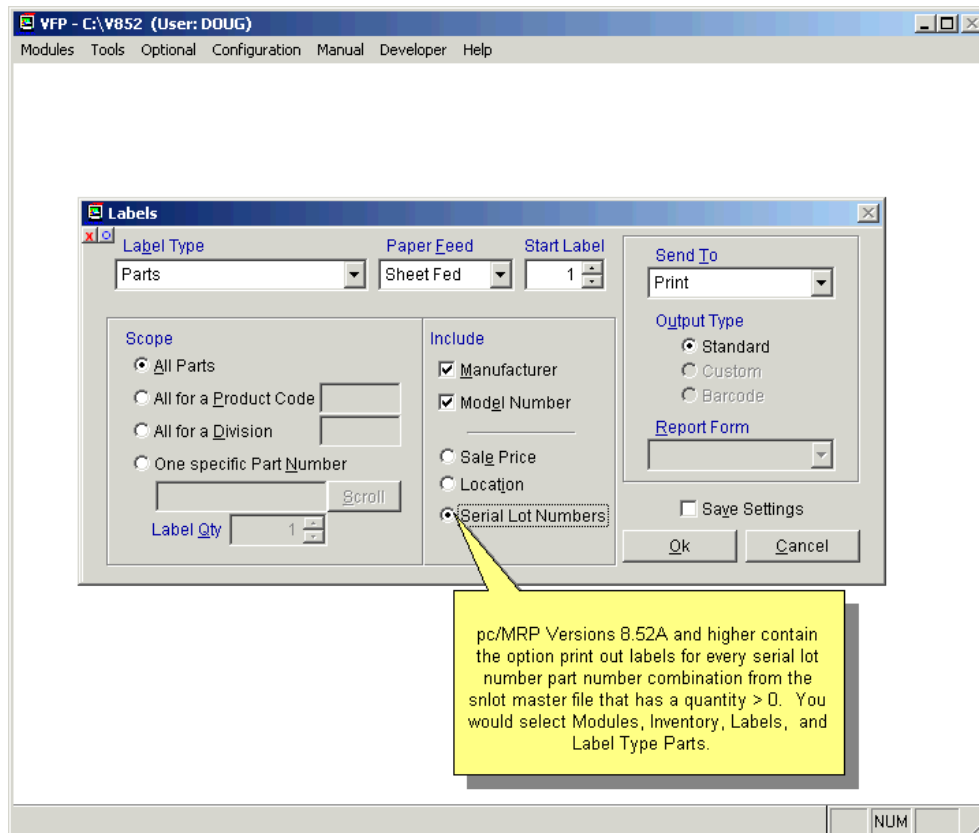 VFP - C:\V852 (User: DOUG)
Modules Tools Optional Configuration Manual Developer Help
Labels
Label Type
Paper Feed
Start Label
Parts
Sheet Fed
1
Send To
Print
Output Type
Standard
Custom
Barcode
Report Form
Scope
All Parts
All for a Product Code
All for a Division
One specific Part Number
Scroll
Label Qty
1
Include
Manufacturer
Model Number
Sale Price
Location
Serial Lot Numbers
Save Settings
Ok
Cancel
pc/MRP Versions 8.52A and higher contain
the option print out labels for every serial lot
number part number combination from the
snlot master file that has a quantity > 0. You
would select Modules, Inventory, Labels, and
Label Type Parts.
NUM